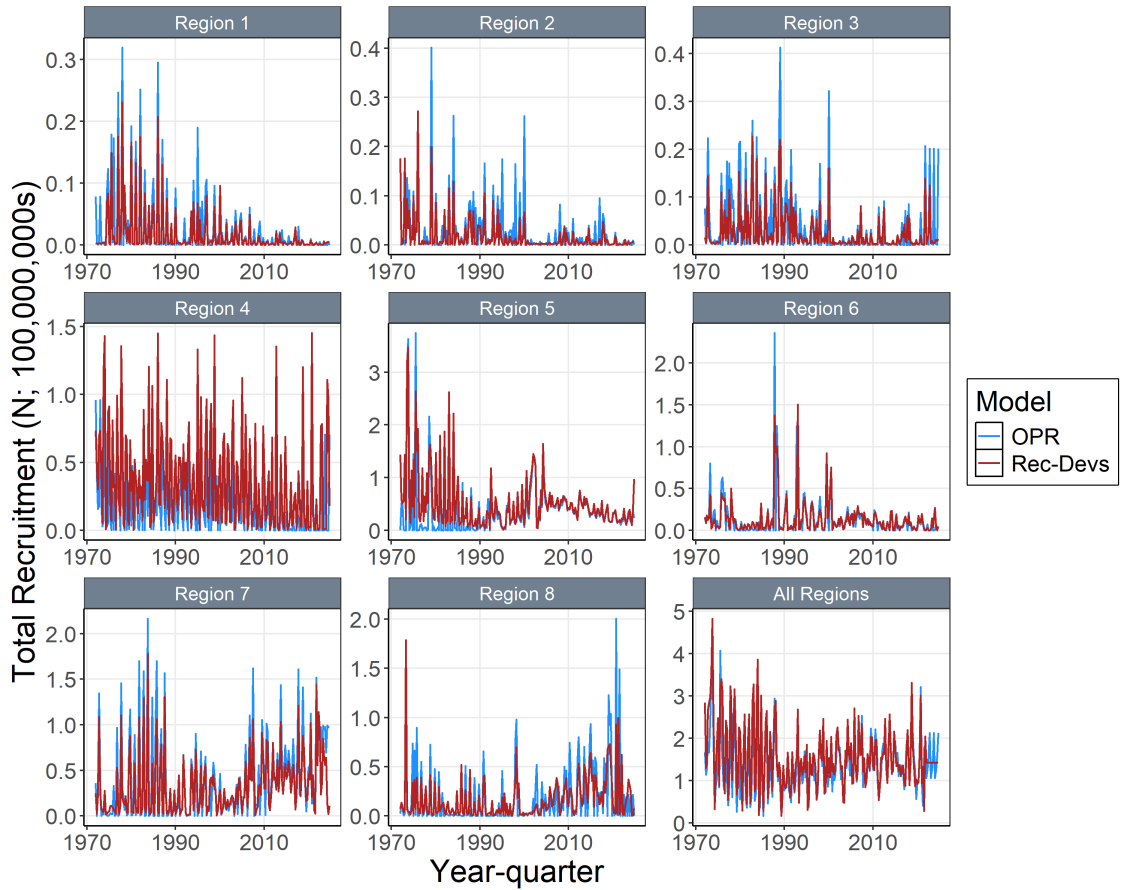 Region 1
Region 2
Region 3
0.3
0.2
0.1
0.0
1970 1990 2010
0.4
0.3
0.2
0.1
0.0
1970 1990 2010
0.4
0.3
0.2
0.1
0.0
1970 1990 2010
Region 4
Region 5
Region 6
1.5
1.0
0.5
0.0
1970 1990 2010
3
2
1
0
1970 1990 2010
2.0
1.5
1.0
0.5
0.0
1970 1990 2010
Region 7
Region 8
All Regions
2.0
1.5
1.0
0.5
0.0
1970 1990 2010
2.0
1.5
1.0
0.5
0.0
1970 1990 2010
5
4
3
2
1
0
1970 1990 2010
Total Recruitment (N; 100,000,000s)
Year-quarter
Model
OPR
Rec-Devs